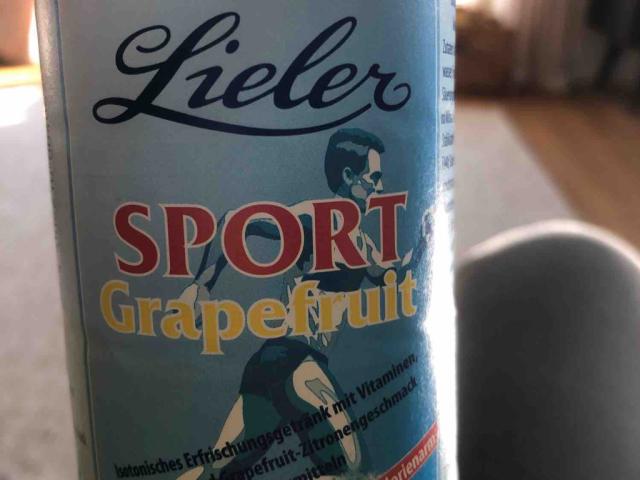 Lieler
SPORT
Grapefruit
Isotonisches Erfrischungsgetränk mit Vitaminen,
Grapefruit-Zitronengeschmack